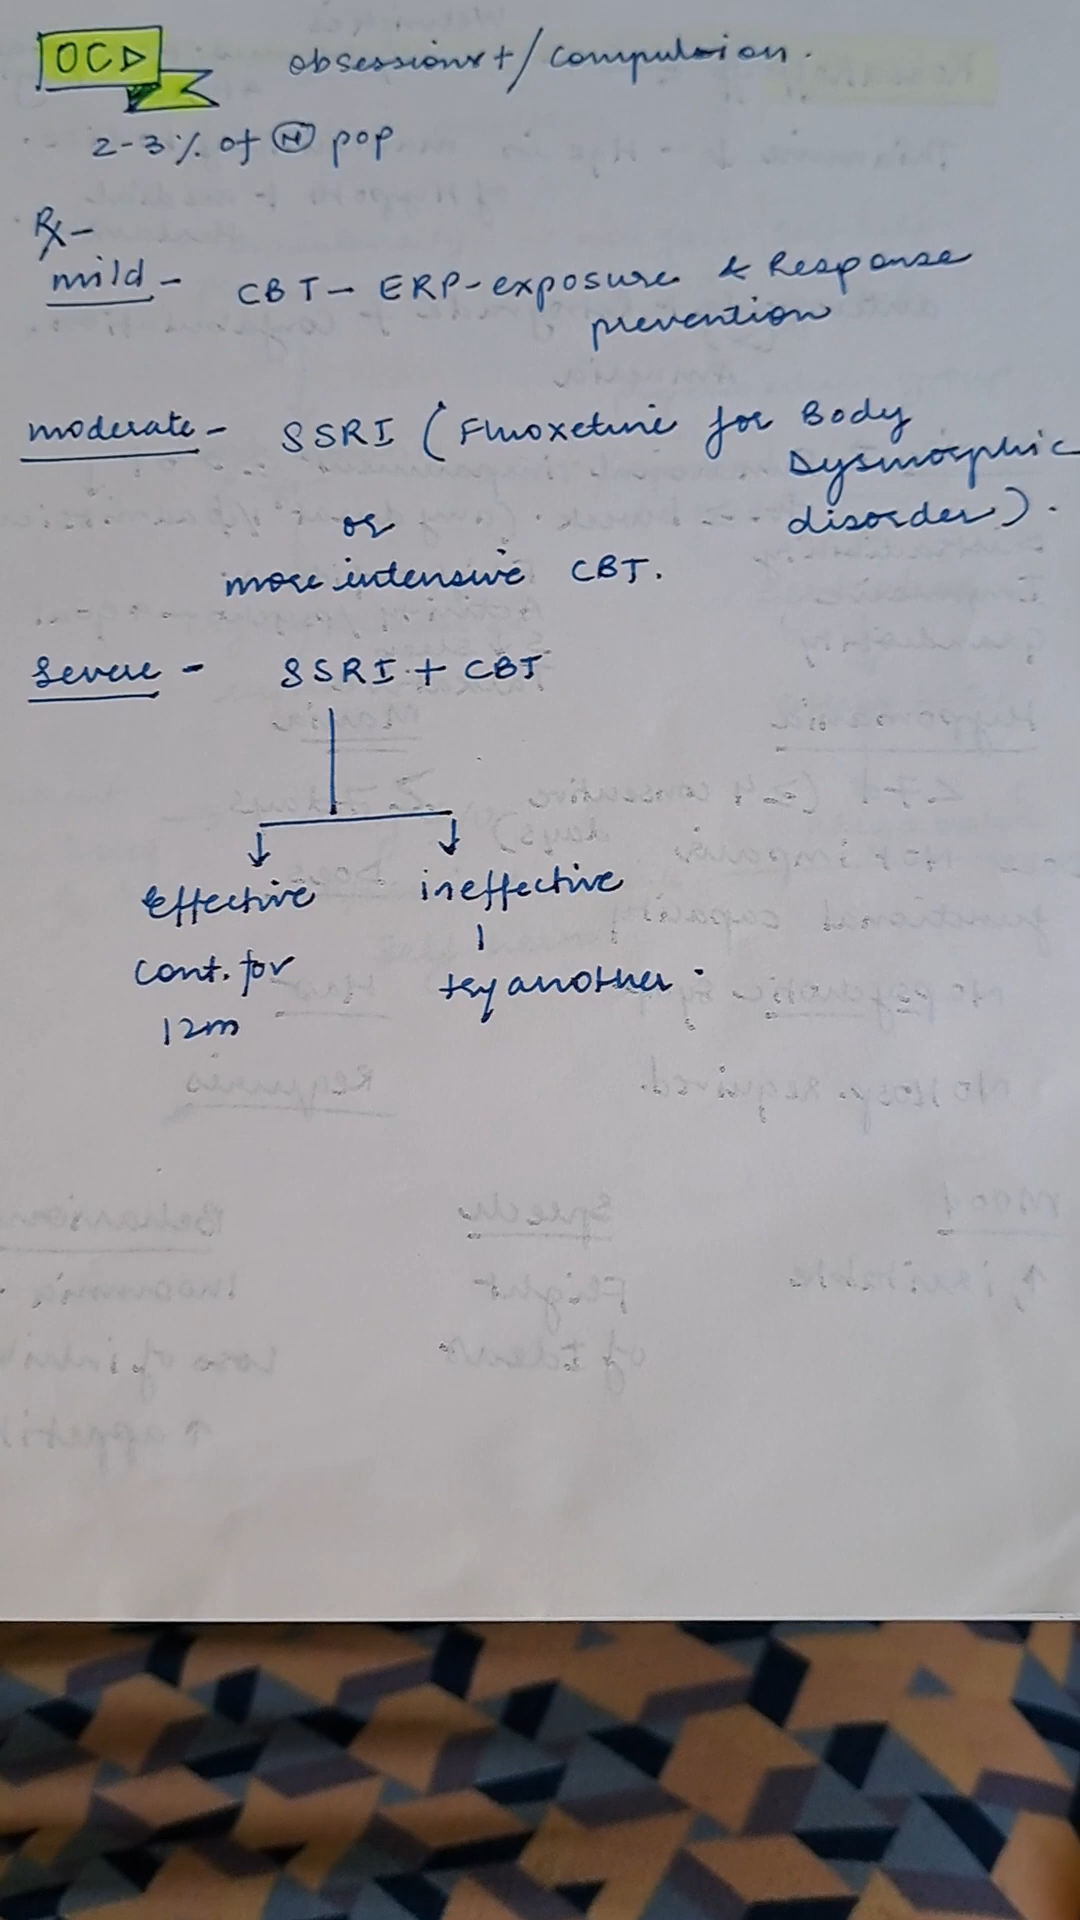 OCD obsessions + / compulsion.
2-3% of (N) pop
Rx-
mild - CBT - ERP - exposure & Response
prevention
moderate - SSRI (Fluoxetine for Body
Dysmorphic
or disorder).
more intensive CBT.
Severe - SSRI + CBT
Effective ineffective
cont. for try another
12m